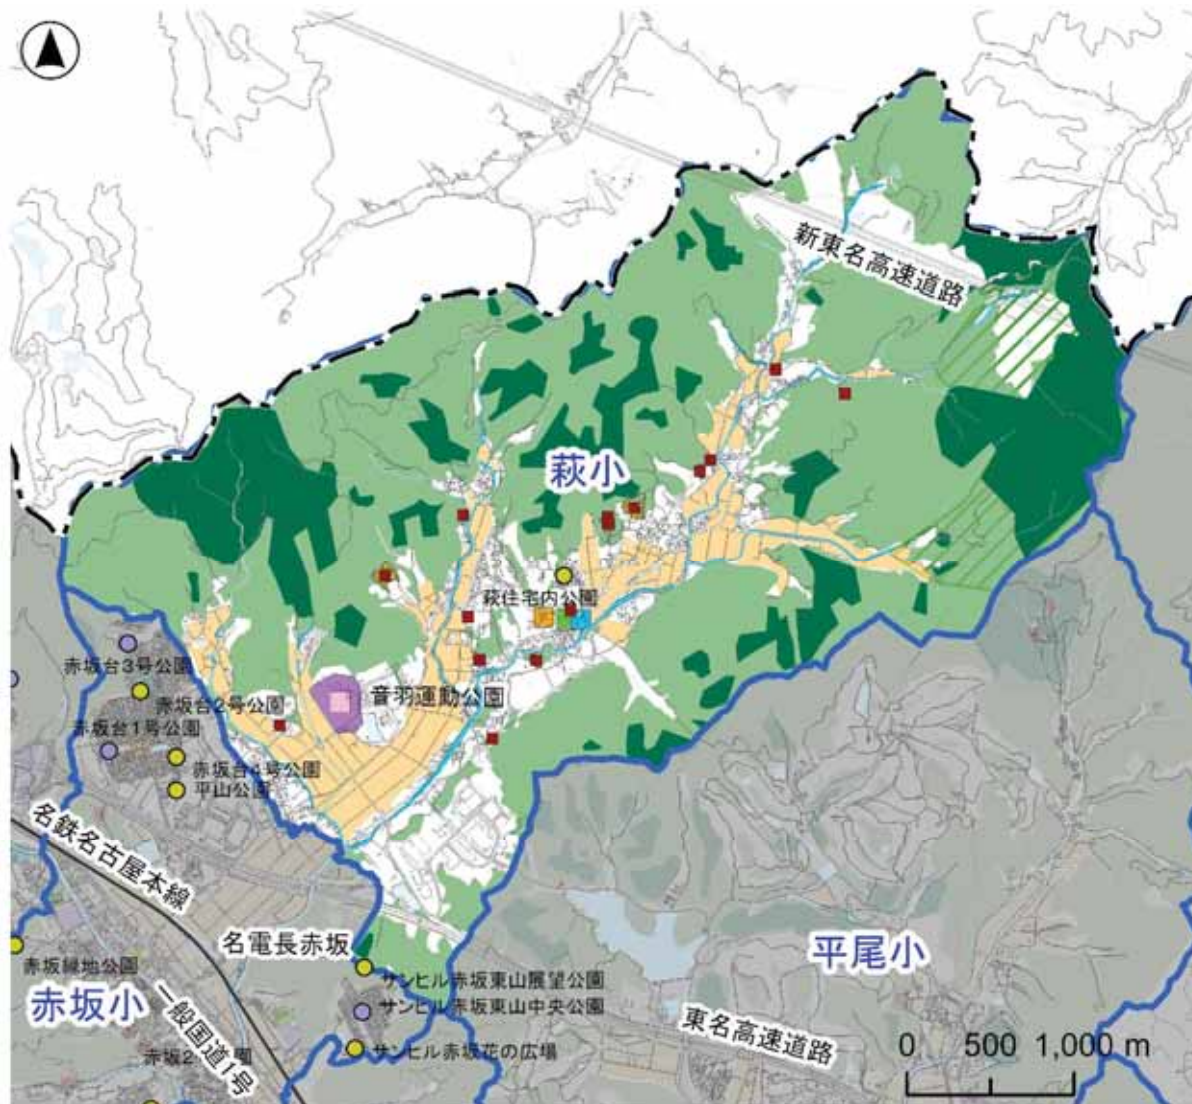 新東名高速道路
萩小
萩住宅内公園
音羽運動公園
赤坂台3号公園
赤坂台2号公園
赤坂台1号公園
赤坂台4号公園
平山公園
名鉄名古屋本線
名電長赤坂
赤坂緑地公園
赤坂小
一般国道1号
サンヒル赤坂東山展望公園
サンヒル赤坂東山中央公園
サンヒル赤坂花の広場
平尾小
東名高速道路
0 500 1,000 m